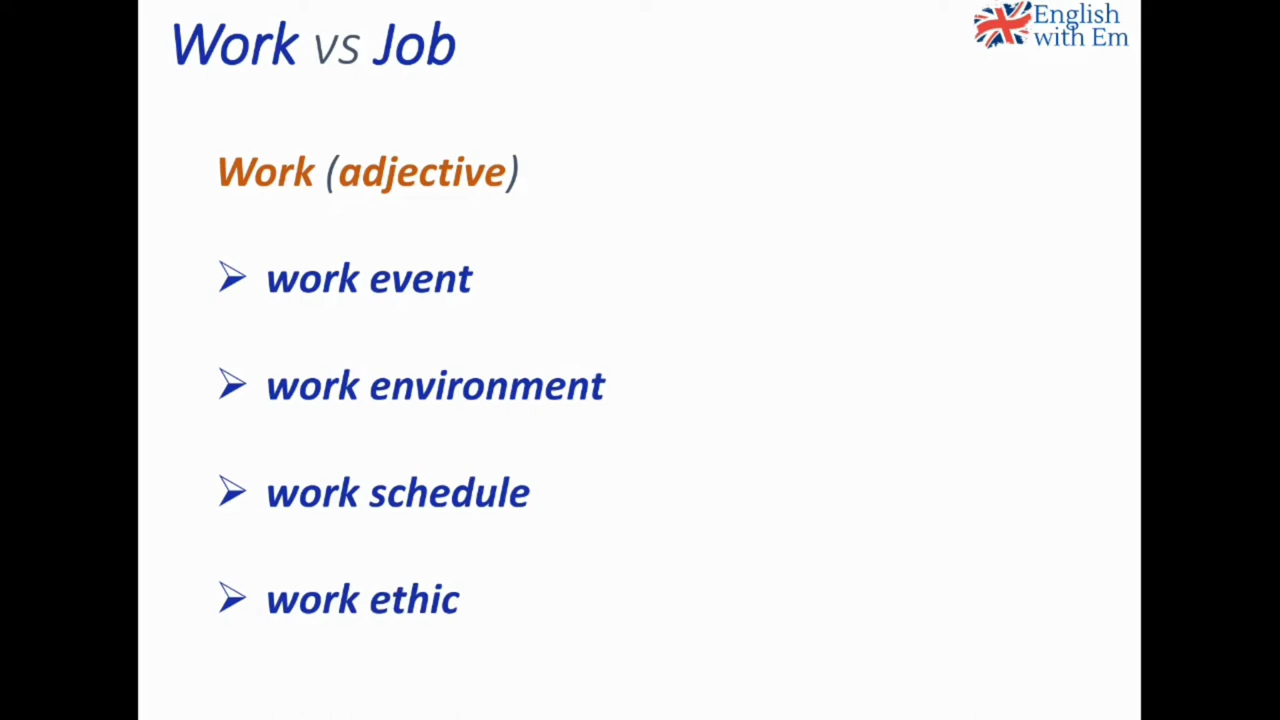 Work vs Job
English
with Em
Work (adjective)
work event
work environment
work schedule
work ethic